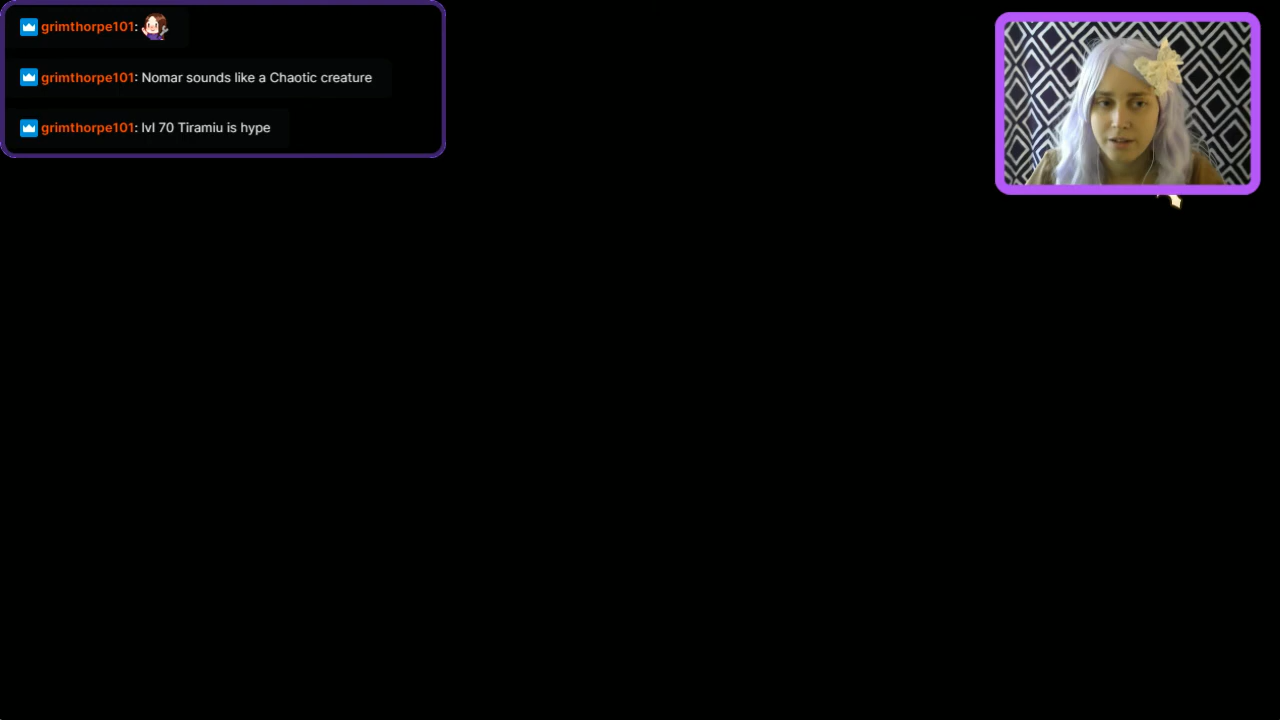 grimthorpe101:
grimthorpe101: Nomar sounds like a Chaotic creature
grimthorpe101: lvl 70 Tiramiu is hype